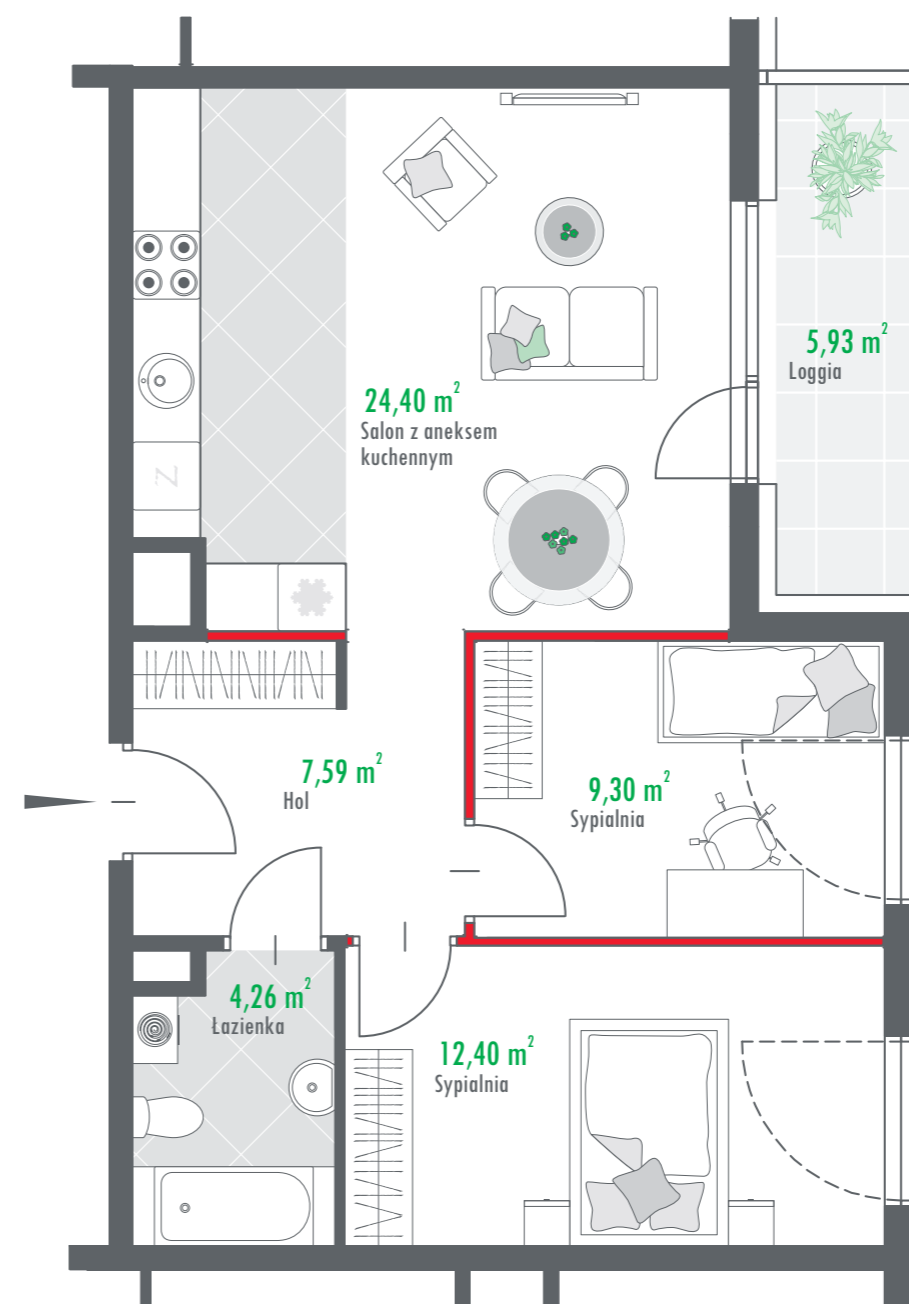 5,93 m²
Loggia
24,40 m²
Salon z aneksem
kuchennym
Z
7,59 m²
Hol
9,30 m²
Sypialnia
4,26 m²
Łazienka
12,40 m²
Sypialnia